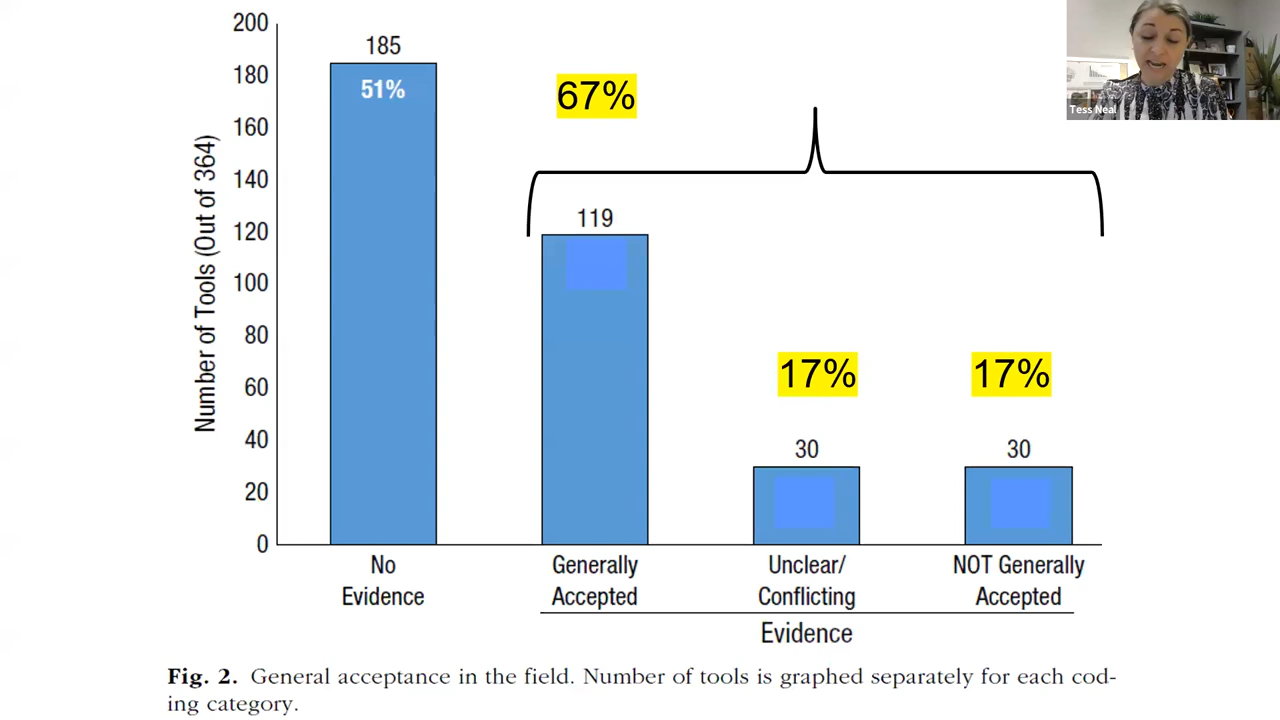 Tess Neal
Number of Tools (Out of 364)
200
180
160
140
120
100
80
60
40
20
0
185
51%
67%
119
17%
17%
30
30
No
Evidence
Generally
Accepted
Unclear/
Conflicting
NOT Generally
Accepted
Evidence
Fig. 2. General acceptance in the field. Number of tools is graphed separately for each cod-
ing category.